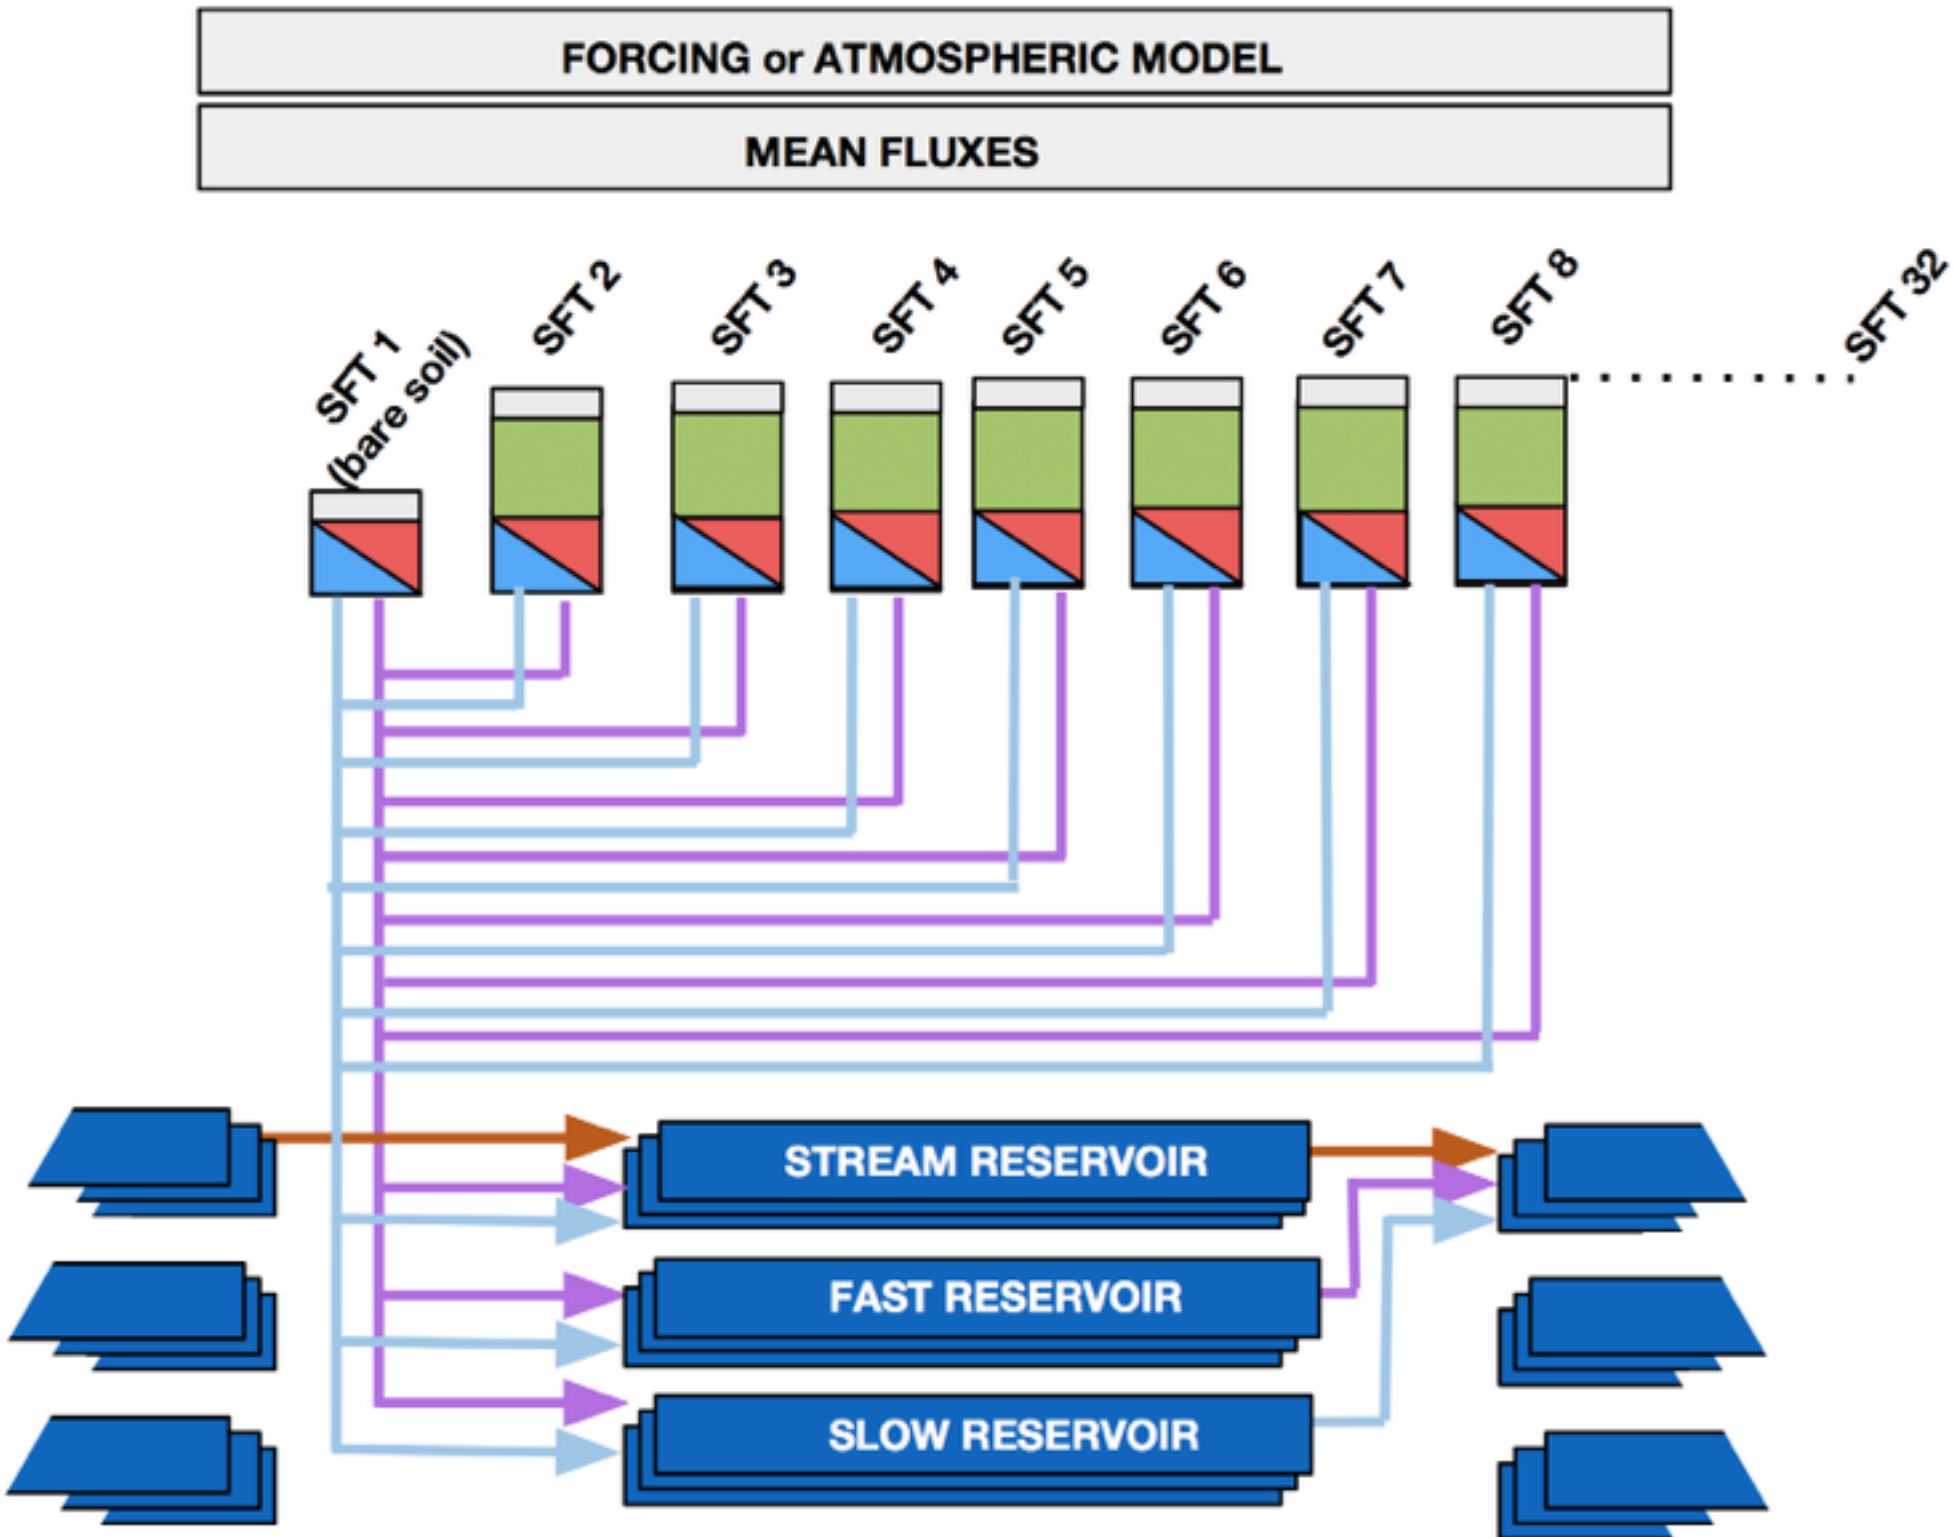 FORCING or ATMOSPHERIC MODEL
MEAN FLUXES
SFT 1
(bare soil)
SFT 2
SFT 3
SFT 4
SFT 5
SFT 6
SFT 7
SFT 8
SFT 32
STREAM RESERVOIR
FAST RESERVOIR
SLOW RESERVOIR